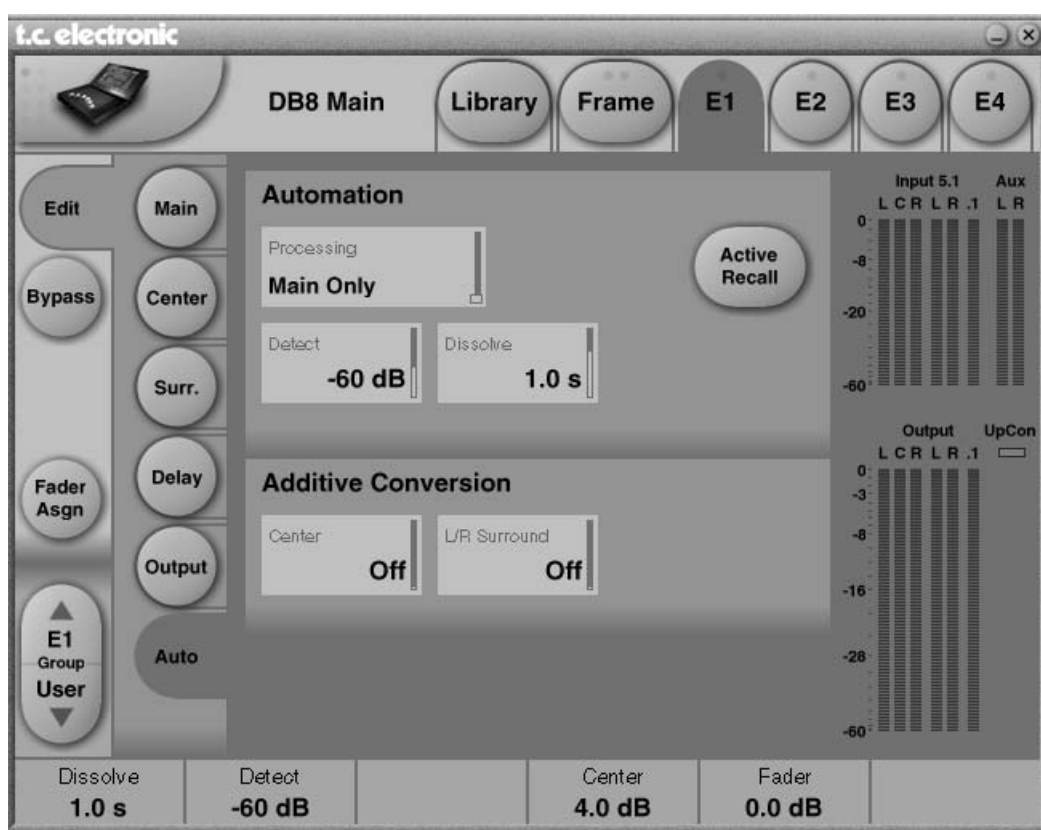 t.c. electronic
DB8 Main
Library
Frame
E1
E2
E3
E4
Edit
Bypass
Fader
Asgn
E1
Group
User
Main
Center
Surr.
Delay
Output
Auto
Automation
Processing
Main Only
Active
Recall
Detect
-60 dB
Dissolve
1.0 s
Additive Conversion
Center
Off
L/R Surround
Off
Input 5.1 Aux
L C R L R .1 L R
0
-8
-20
-60
Output UpCon
L C R L R .1
0
-3
-8
-16
-28
-60
Dissolve
1.0 s
Detect
-60 dB
Center
4.0 dB
Fader
0.0 dB